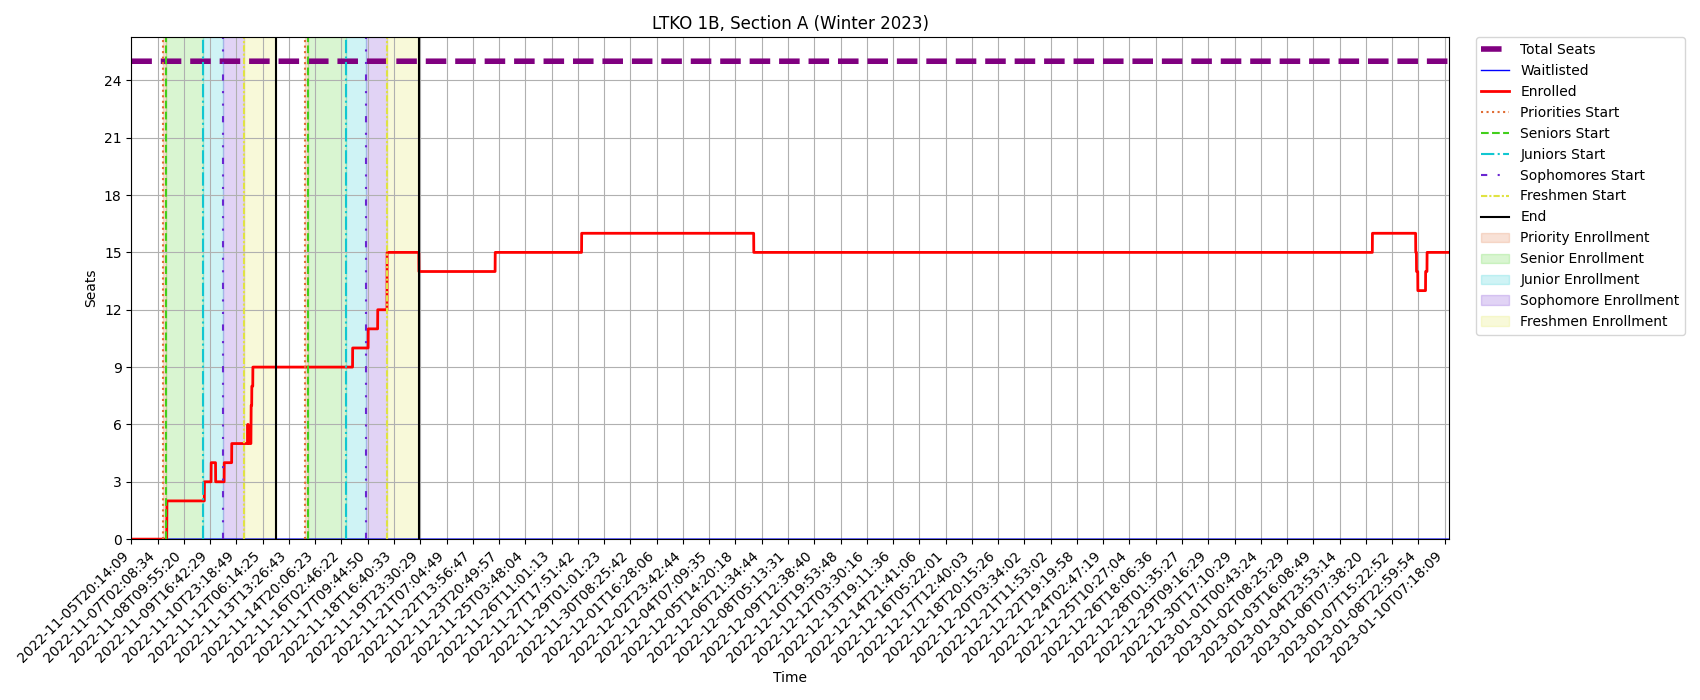 LTKO 1B, Section A (Winter 2023)
Total Seats
Waitlisted
Enrolled
Priorities Start
Seniors Start
Juniors Start
Sophomores Start
Freshmen Start
End
Priority Enrollment
Senior Enrollment
Junior Enrollment
Sophomore Enrollment
Freshmen Enrollment
Seats
24
21
18
15
12
9
6
3
0
2022-11-05T20:14:09
2022-11-07T02:08:34
2022-11-08T09:55:20
2022-11-09T16:42:29
2022-11-10T23:18:49
2022-11-12T06:14:25
2022-11-13T13:26:43
2022-11-14T20:06:23
2022-11-16T02:46:22
2022-11-17T09:44:50
2022-11-18T16:40:33
2022-11-19T23:30:29
2022-11-21T07:04:49
2022-11-22T13:56:47
2022-11-23T20:49:57
2022-11-25T03:48:04
2022-11-26T11:01:13
2022-11-27T17:51:42
2022-11-29T01:01:23
2022-11-30T08:25:42
2022-12-01T16:28:06
2022-12-02T23:42:44
2022-12-04T07:09:35
2022-12-05T14:20:18
2022-12-06T21:34:44
2022-12-08T05:13:31
2022-12-09T12:38:40
2022-12-10T19:53:48
2022-12-12T03:30:16
2022-12-13T11:11:36
2022-12-14T21:41:06
2022-12-16T05:22:01
2022-12-17T12:40:03
2022-12-18T20:15:26
2022-12-20T03:34:02
2022-12-21T11:53:02
2022-12-22T19:19:58
2022-12-24T02:47:19
2022-12-25T10:27:04
2022-12-26T18:06:36
2022-12-28T01:35:27
2022-12-29T09:16:29
2022-12-30T17:10:29
2023-01-01T00:43:24
2023-01-02T08:25:29
2023-01-03T16:08:49
2023-01-04T23:53:14
2023-01-06T07:38:20
2023-01-07T15:22:52
2023-01-08T22:59:54
2023-01-10T07:18:09
Time